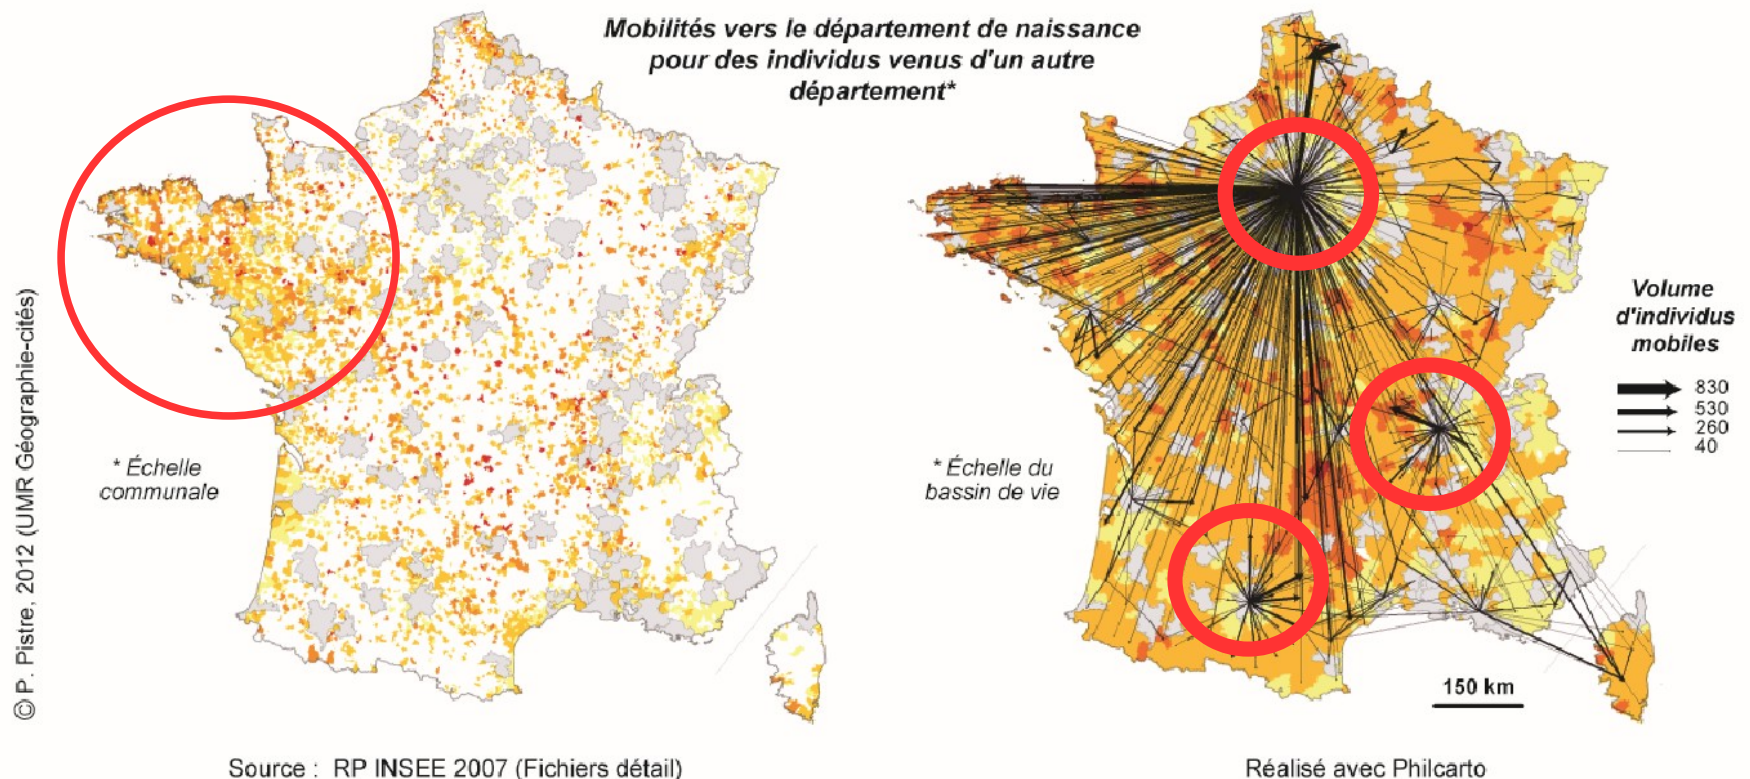 Mobilités vers le département de naissance
pour des individus venus d'un autre
département*
* Échelle
communale
* Échelle du
bassin de vie
Volume
d'individus
mobiles
830
530
260
40
150 km
© P. Pistre, 2012 (UMR Géographie-cités)
Source : RP INSEE 2007 (Fichiers détail)
Réalisé avec Philcarto